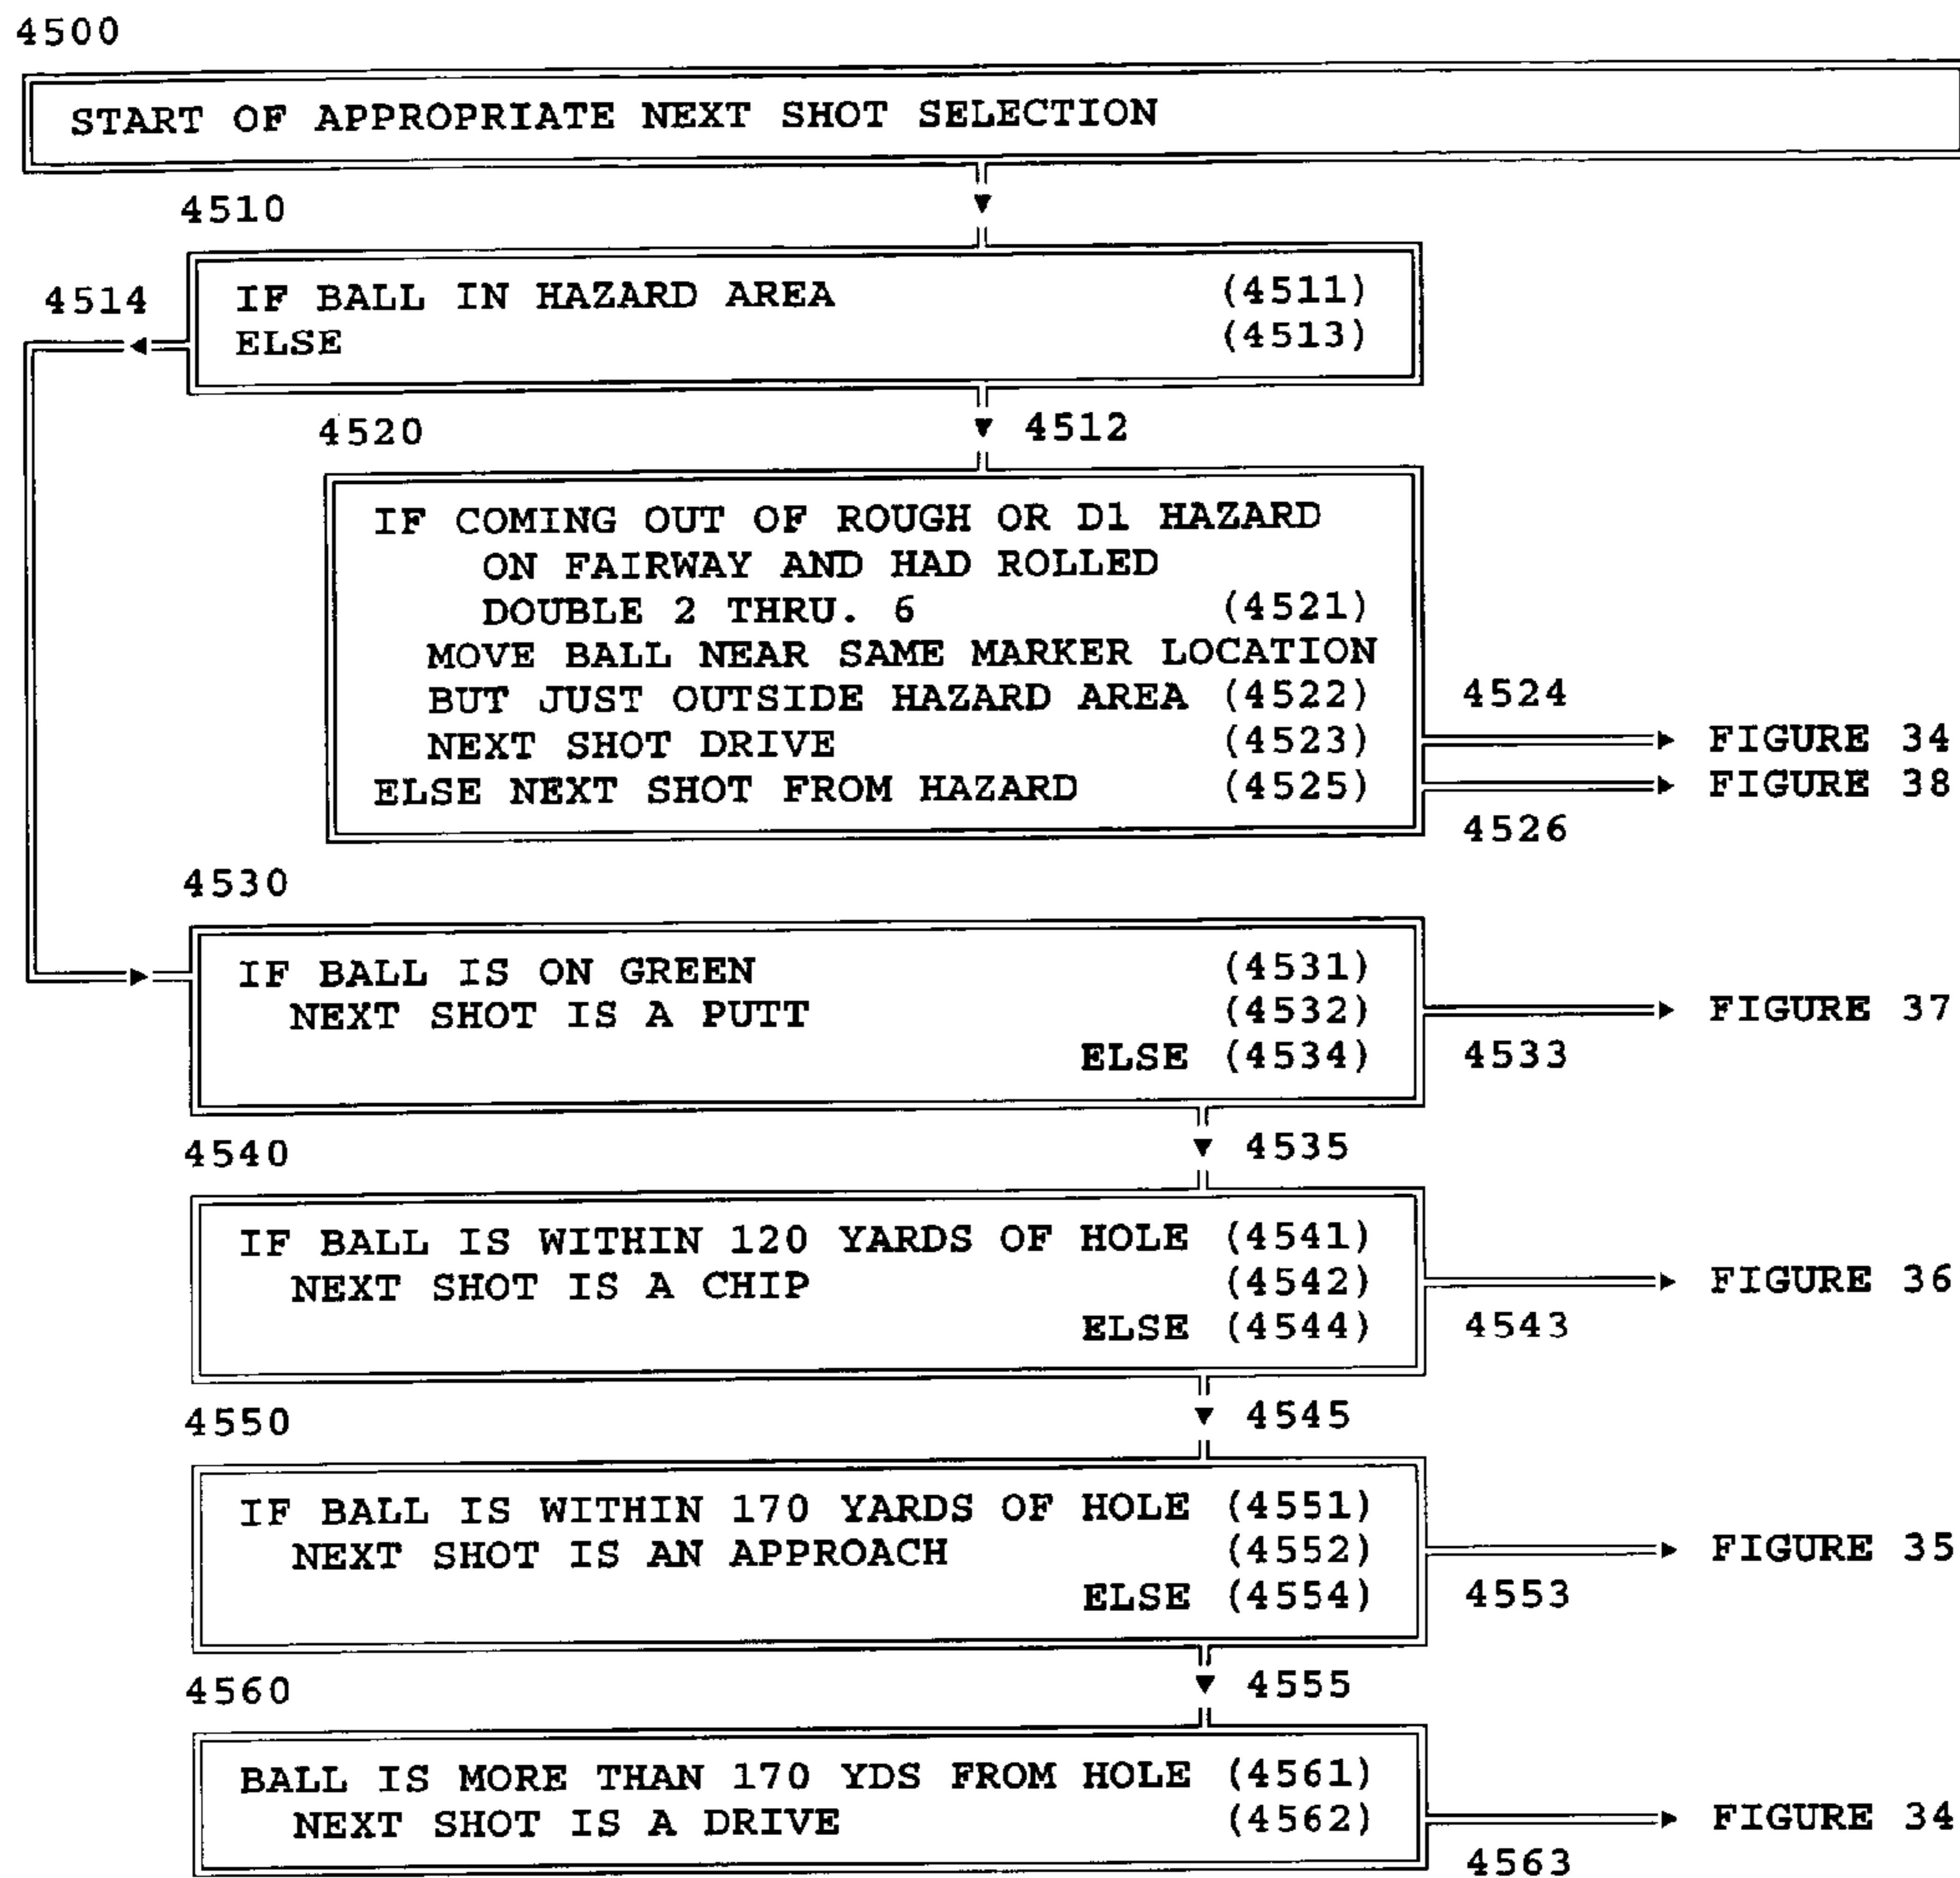 4500
START OF APPROPRIATE NEXT SHOT SELECTION
4510
4514
IF BALL IN HAZARD AREA (4511)
ELSE (4513)
4520
4512
IF COMING OUT OF ROUGH OR D1 HAZARD
ON FAIRWAY AND HAD ROLLED
DOUBLE 2 THRU. 6 (4521)
MOVE BALL NEAR SAME MARKER LOCATION
BUT JUST OUTSIDE HAZARD AREA (4522)
4524
NEXT SHOT DRIVE (4523)
FIGURE 34
ELSE NEXT SHOT FROM HAZARD (4525)
FIGURE 38
4526
4530
IF BALL IS ON GREEN (4531)
NEXT SHOT IS A PUTT (4532)
FIGURE 37
ELSE (4534)
4533
4535
4540
IF BALL IS WITHIN 120 YARDS OF HOLE (4541)
NEXT SHOT IS A CHIP (4542)
FIGURE 36
ELSE (4544)
4543
4545
4550
IF BALL IS WITHIN 170 YARDS OF HOLE (4551)
NEXT SHOT IS AN APPROACH (4552)
FIGURE 35
ELSE (4554)
4553
4555
4560
BALL IS MORE THAN 170 YDS FROM HOLE (4561)
NEXT SHOT IS A DRIVE (4562)
FIGURE 34
4563